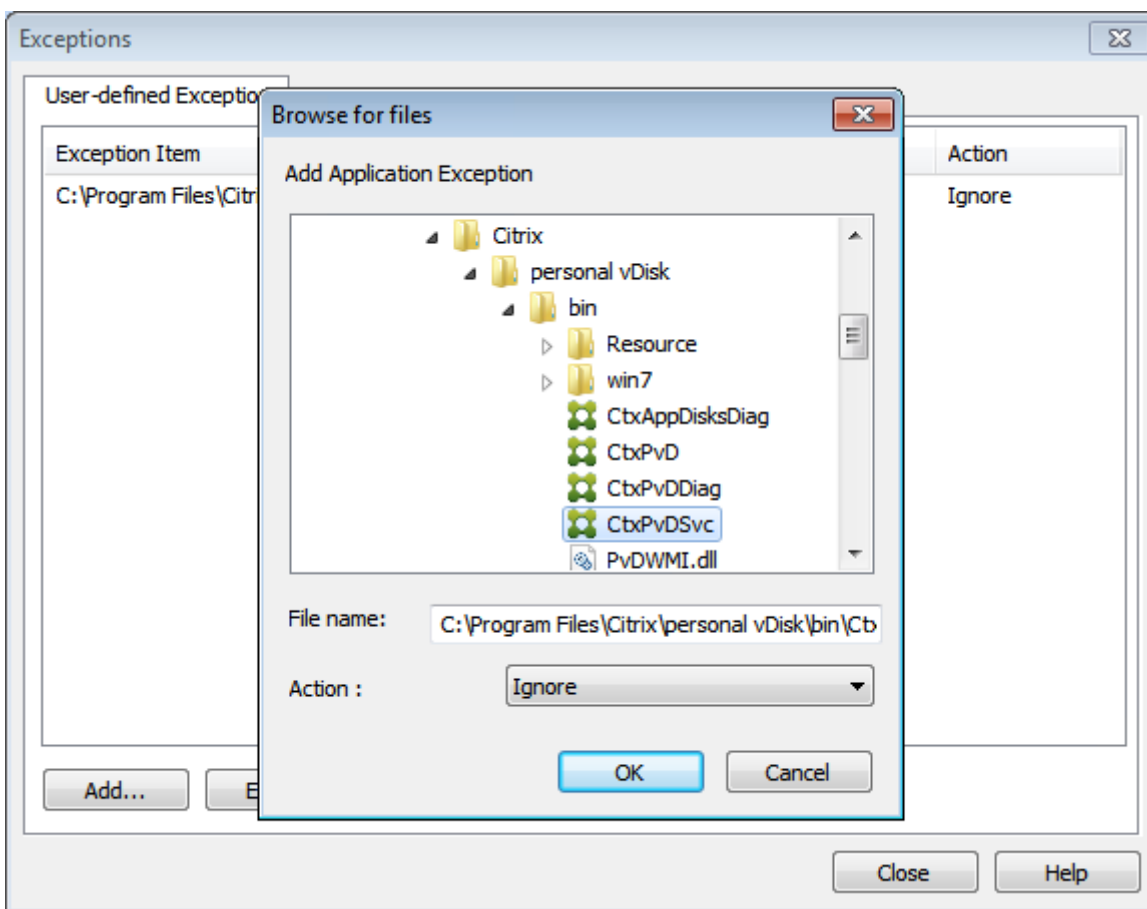 Exceptions
User-defined Exceptio
Exception Item
Action
C:\Program Files\Citri
Ignore
Browse for files
Add Application Exception
Citrix
personal vDisk
bin
Resource
win7
CtxAppDisksDiag
CtxPvD
CtxPvDDiag
CtxPvDSvc
PvDWMI.dll
File name:
C:\Program Files\Citrix\personal vDisk\bin\Ctx
Action :
Ignore
OK
Cancel
Add...
E
Close
Help